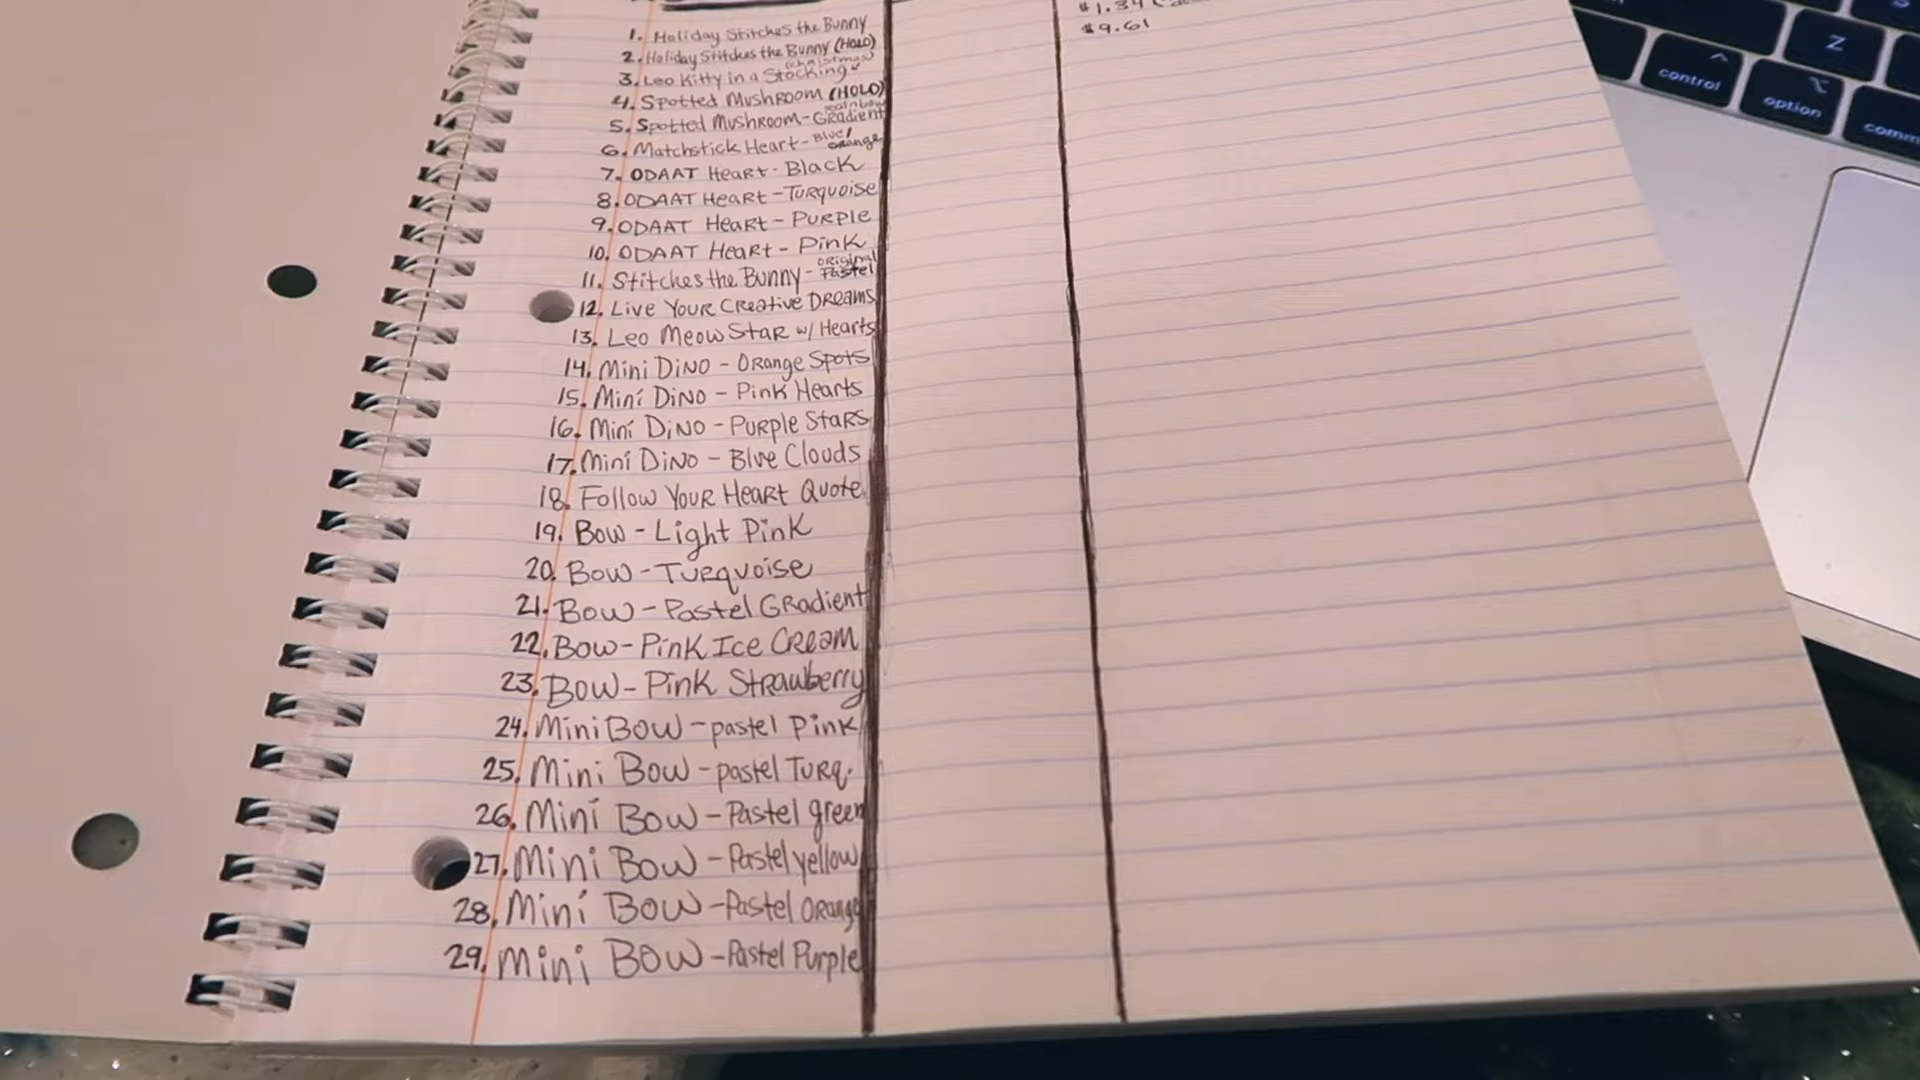 $1.34
$9.61
1. Holiday Stitches the Bunny
2. Holiday Stitches the Bunny (HOLO)
3. Leo Kitty in a Stocking (christmas)
4. Spotted Mushroom (HOLO)
5. Spotted Mushroom - Rainbow Gradient
6. Matchstick Heart - Blue/Orange
7. ODAAT Heart - Black
8. ODAAT Heart - Turquoise
9. ODAAT Heart - Purple
10. ODAAT Heart - Pink
11. Stitches the Bunny - Original Pastel
12. Live Your Creative Dreams
13. Leo Meow Star w/ Hearts
14. Mini Dino - Orange Spots
15. Mini Dino - Pink Hearts
16. Mini Dino - Purple Stars
17. Mini Dino - Blue Clouds
18. Follow Your Heart Quote
19. Bow - Light Pink
20. Bow - Turquoise
21. Bow - Pastel Gradient
22. Bow - Pink Ice Cream
23. Bow - Pink Strawberry
24. Mini Bow - pastel Pink
25. Mini Bow - pastel Turq.
26. Mini Bow - Pastel green
27. Mini Bow - Pastel yellow
28. Mini Bow - Pastel Orange
29. Mini Bow - Pastel Purple
Z
control
option
comm